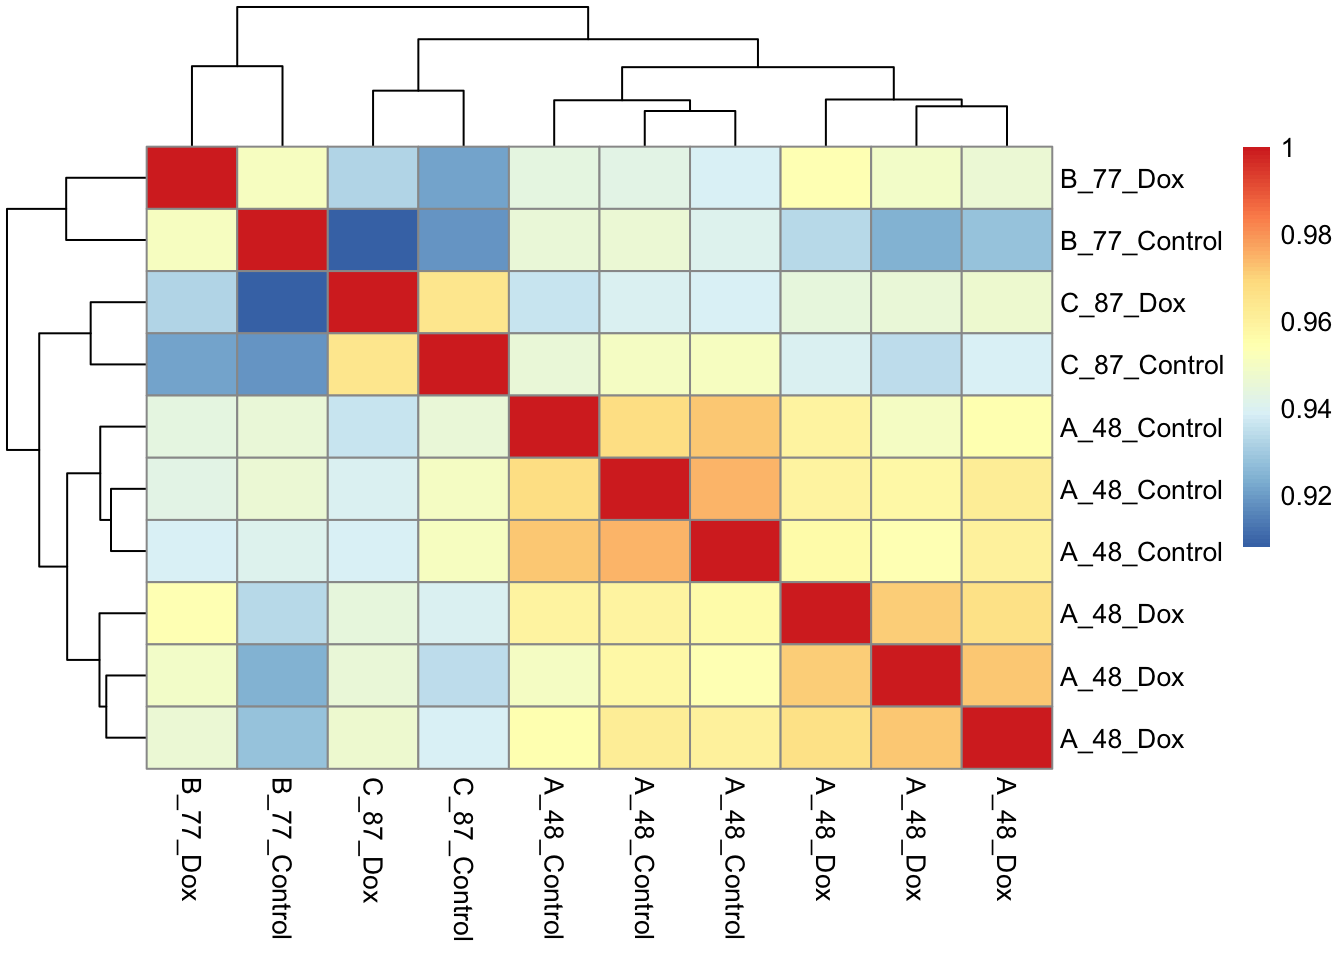 1
0.98
0.96
0.94
0.92
B_77_Dox
B_77_Control
C_87_Dox
C_87_Control
A_48_Control
A_48_Control
A_48_Control
A_48_Dox
A_48_Dox
A_48_Dox
B_77_Dox
B_77_Control
C_87_Dox
C_87_Control
A_48_Control
A_48_Control
A_48_Control
A_48_Dox
A_48_Dox
A_48_Dox